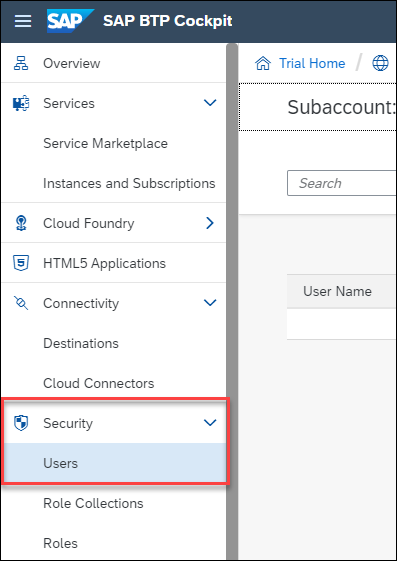 SAP SAP BTP Cockpit
Overview
Trial Home /
Services
Subaccount:
Service Marketplace
Instances and Subscriptions
Search
Cloud Foundry
HTML5 Applications
User Name
Connectivity
Destinations
Cloud Connectors
Security
Users
Role Collections
Roles